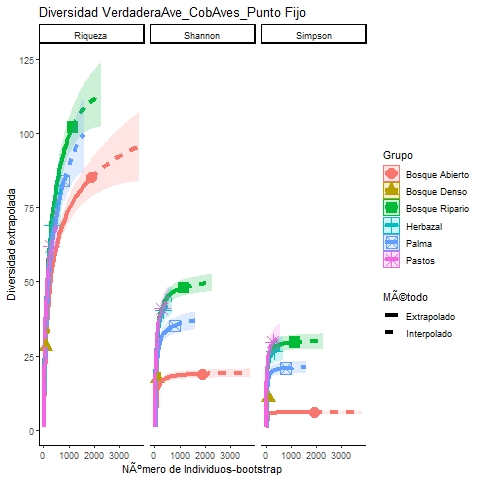 Diversidad VerdaderaAve_CobAves_Punto Fijo
Riqueza Shannon Simpson
125
100
75
50
25
0
Diversidad extrapolada
0 1000 2000 3000 0 1000 2000 3000 0 1000 2000 3000
NÃºmero de Individuos-bootstrap
Grupo
Bosque Abierto
Bosque Denso
Bosque Ripario
Herbazal
Palma
Pastos
MÃ©todo
Extrapolado
Interpolado